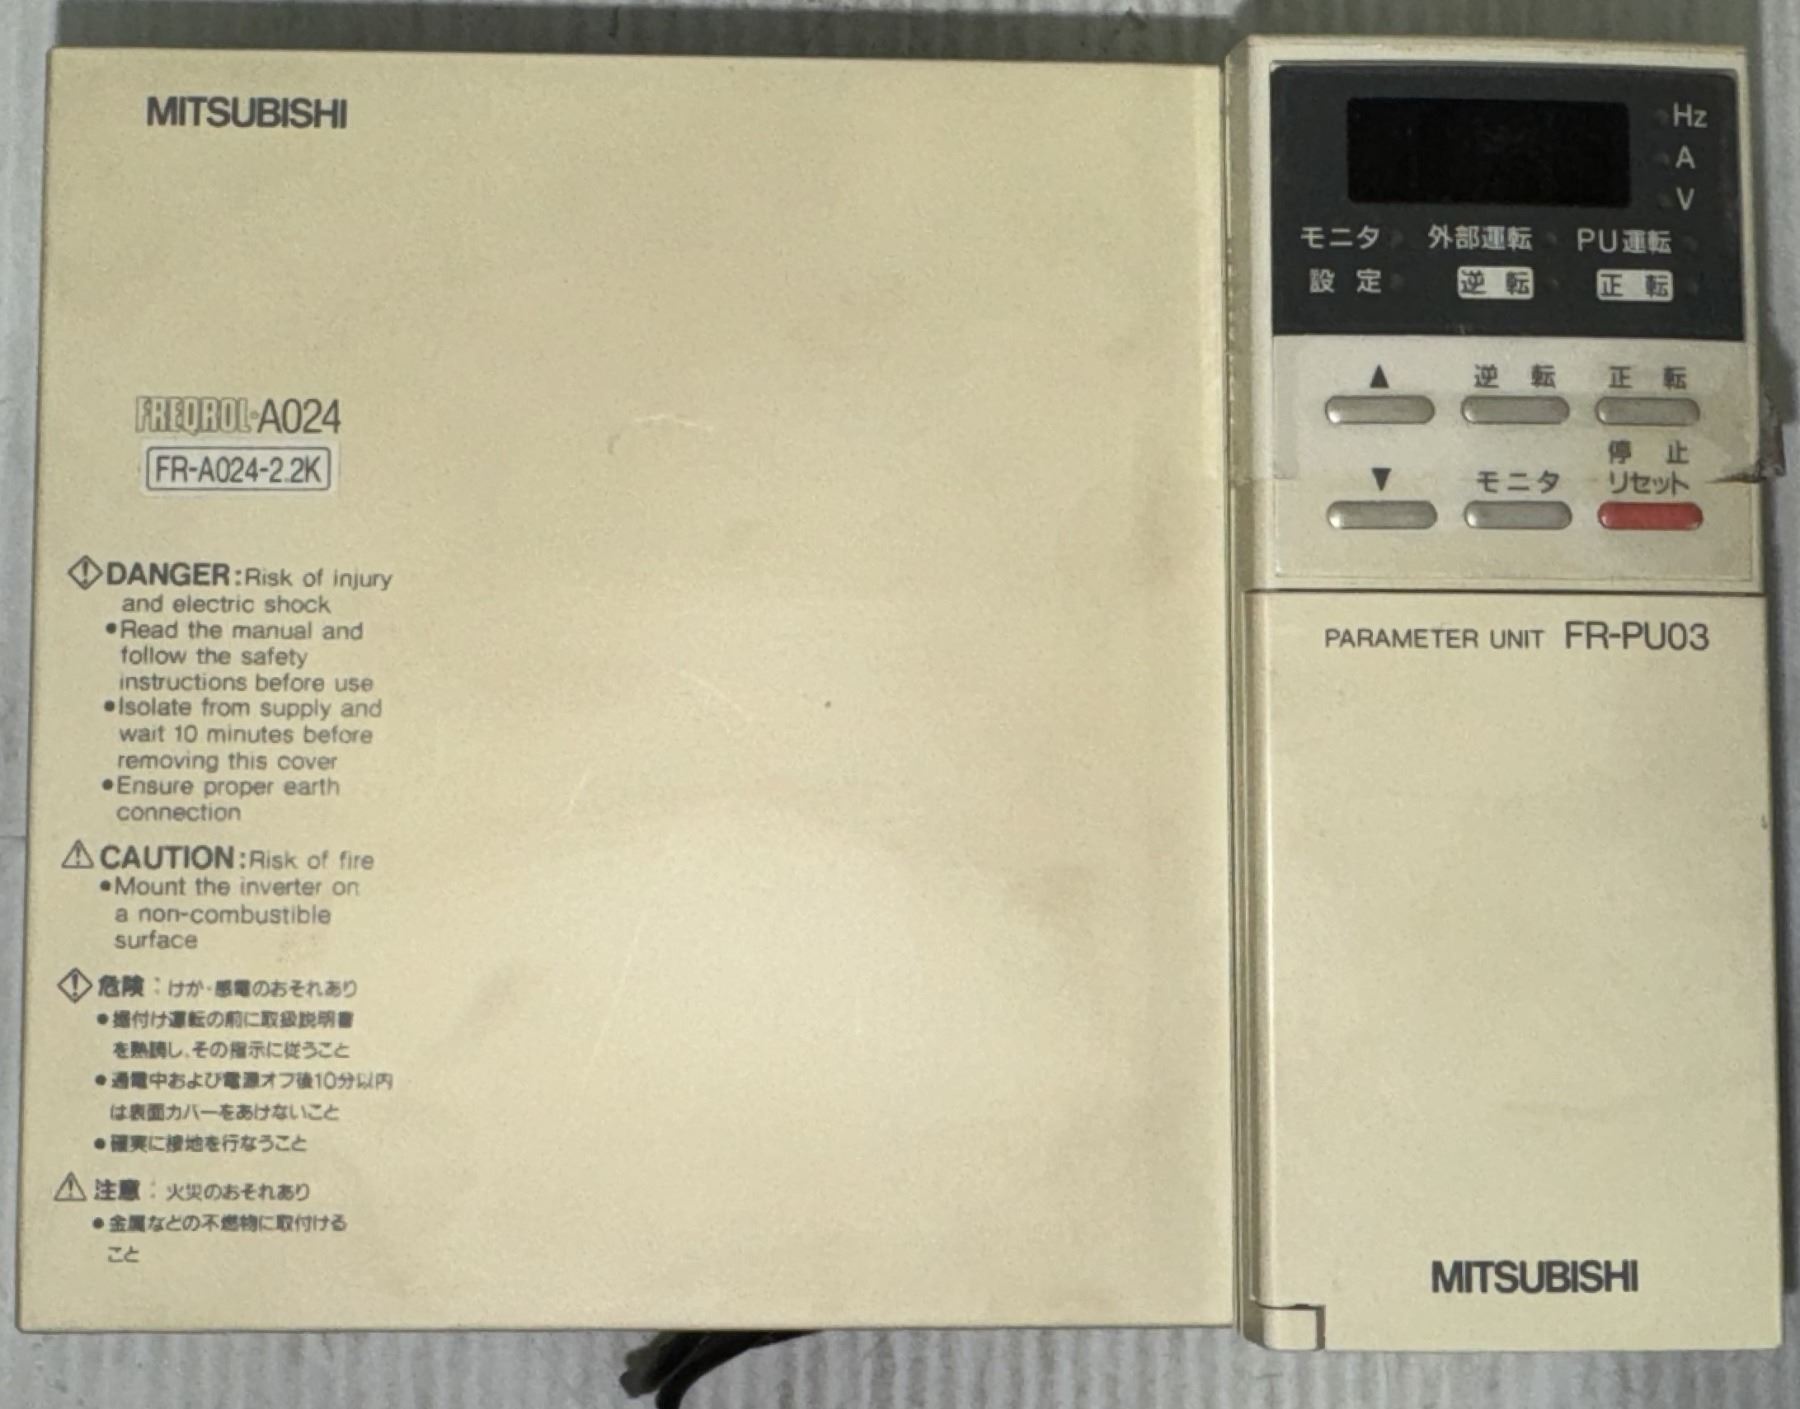 MITSUBISHI
FREQROL-A024
FR-A024-2.2K
DANGER:Risk of injury
and electric shock
•Read the manual and
follow the safety
instructions before use
•Isolate from supply and
wait 10 minutes before
removing this cover
•Ensure proper earth
connection
CAUTION:Risk of fire
•Mount the inverter on
a non-combustible
surface
危険:けが・感電のおそれあり
•据付け運転の前に取扱説明書
を熟読し、その指示に従うこと
•通電中および電源オフ後10分以内
は表面カバーをあけないこと
•確実に接地を行なうこと
注意:火災のおそれあり
•金属などの不燃物に取付ける
こと
Hz
A
V
モニタ 外部運転 PU運転
設定 逆転 正転
▲ 逆転 正転
停止
▼ モニタ リセット
PARAMETER UNIT FR-PU03
MITSUBISHI